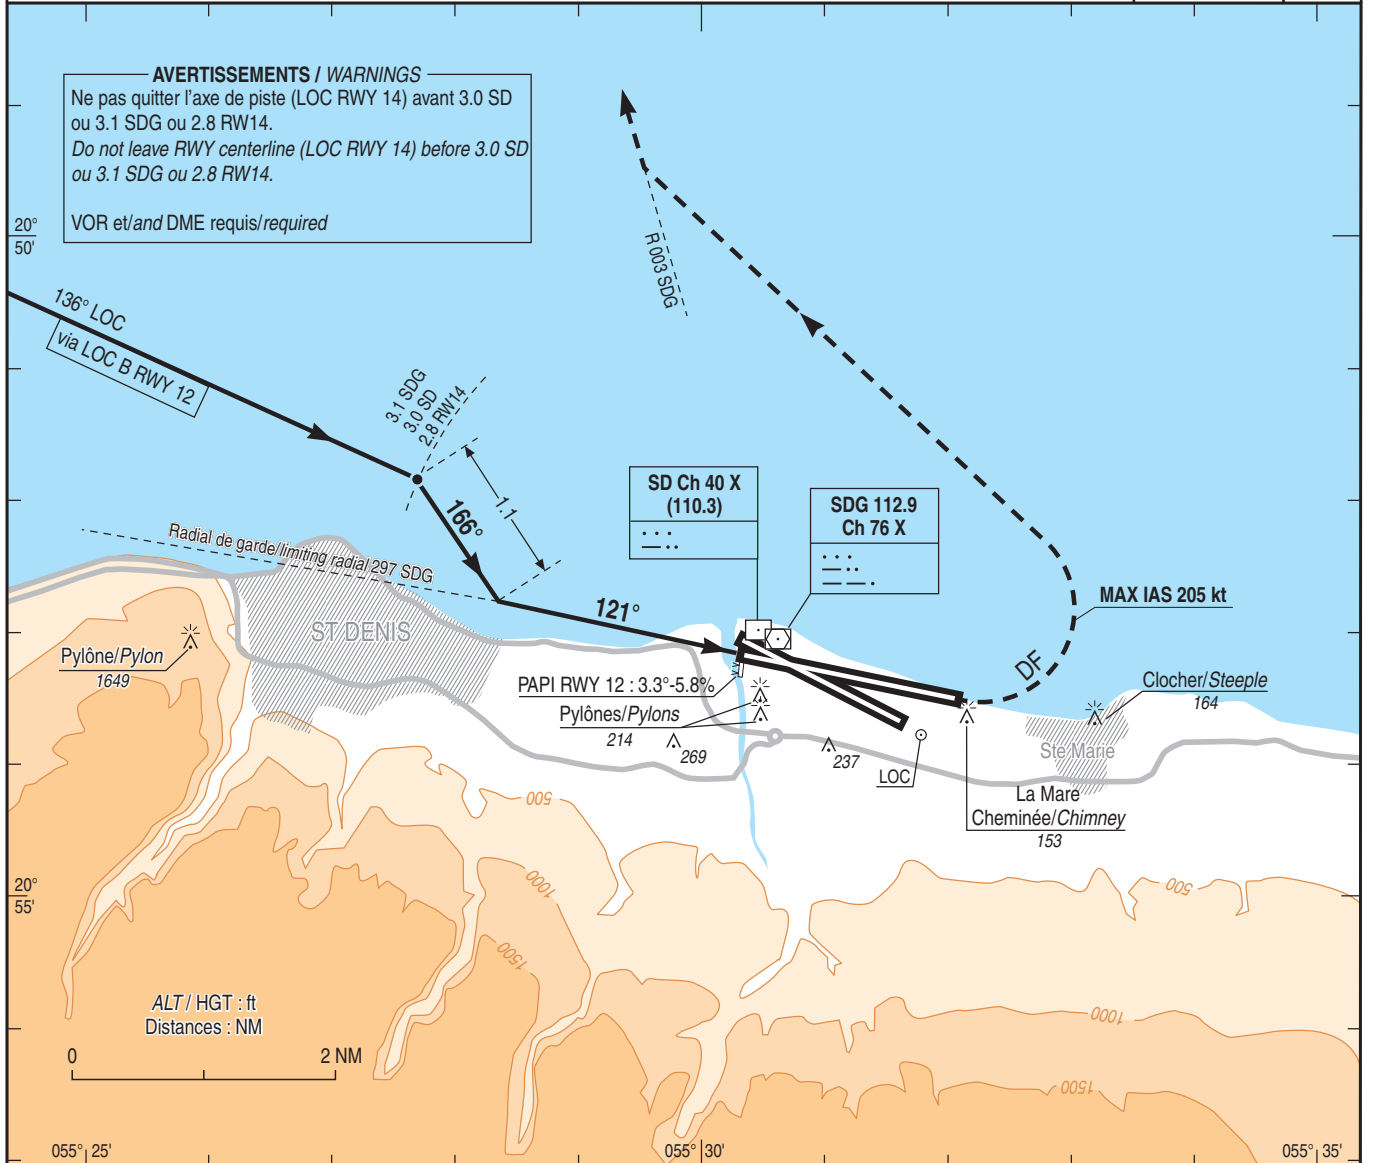 AVERTISSEMENTS / WARNINGS
Ne pas quitter l'axe de piste (LOC RWY 14) avant 3.0 SD
ou 3.1 SDG ou 2.8 RW14.
Do not leave RWY centerline (LOC RWY 14) before 3.0 SD
ou 3.1 SDG ou 2.8 RW14.
VOR et/and DME requis/required
20°
50'
R 003 SDG
136° LOC
via LOC B RWY 12
3.1 SDG
3.0 SD
2.8 RW14
1.1
166°
SD Ch 40 X
(110.3)
SDG 112.9
Ch 76 X
Radial de garde/limiting radial 297 SDG
121°
MAX IAS 205 kt
ST DENIS
DF
Pylône/Pylon
1649
PAPI RWY 12 : 3.3°-5.8%
Clocher/Steeple
164
Pylônes/Pylons
214
269
237
Ste Marie
LOC
La Mare
Cheminée/Chimney
153
500
1000
500
20°
55'
1500
ALT / HGT : ft
Distances : NM
1000
0
2 NM
1500
055° 25'
055° 30'
055° 35'